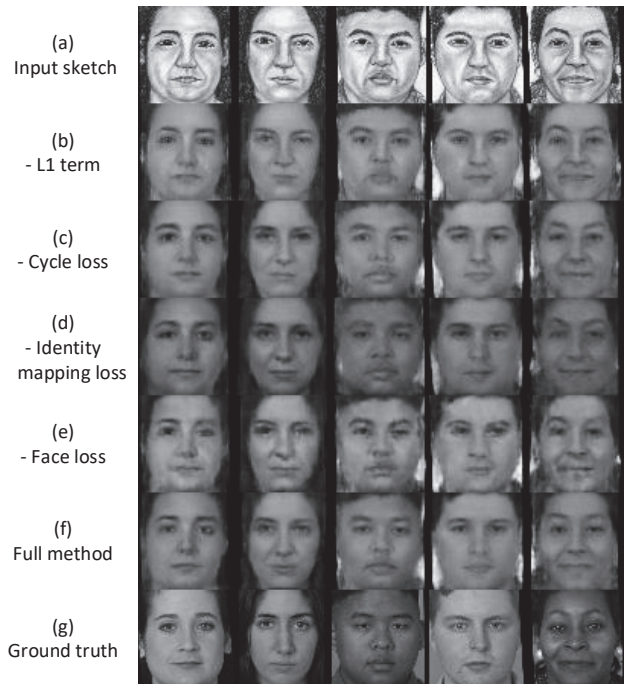 (a)
Input sketch
(b)
- L1 term
(c)
- Cycle loss
(d)
- Identity
mapping loss
(e)
- Face loss
(f)
Full method
(g)
Ground truth